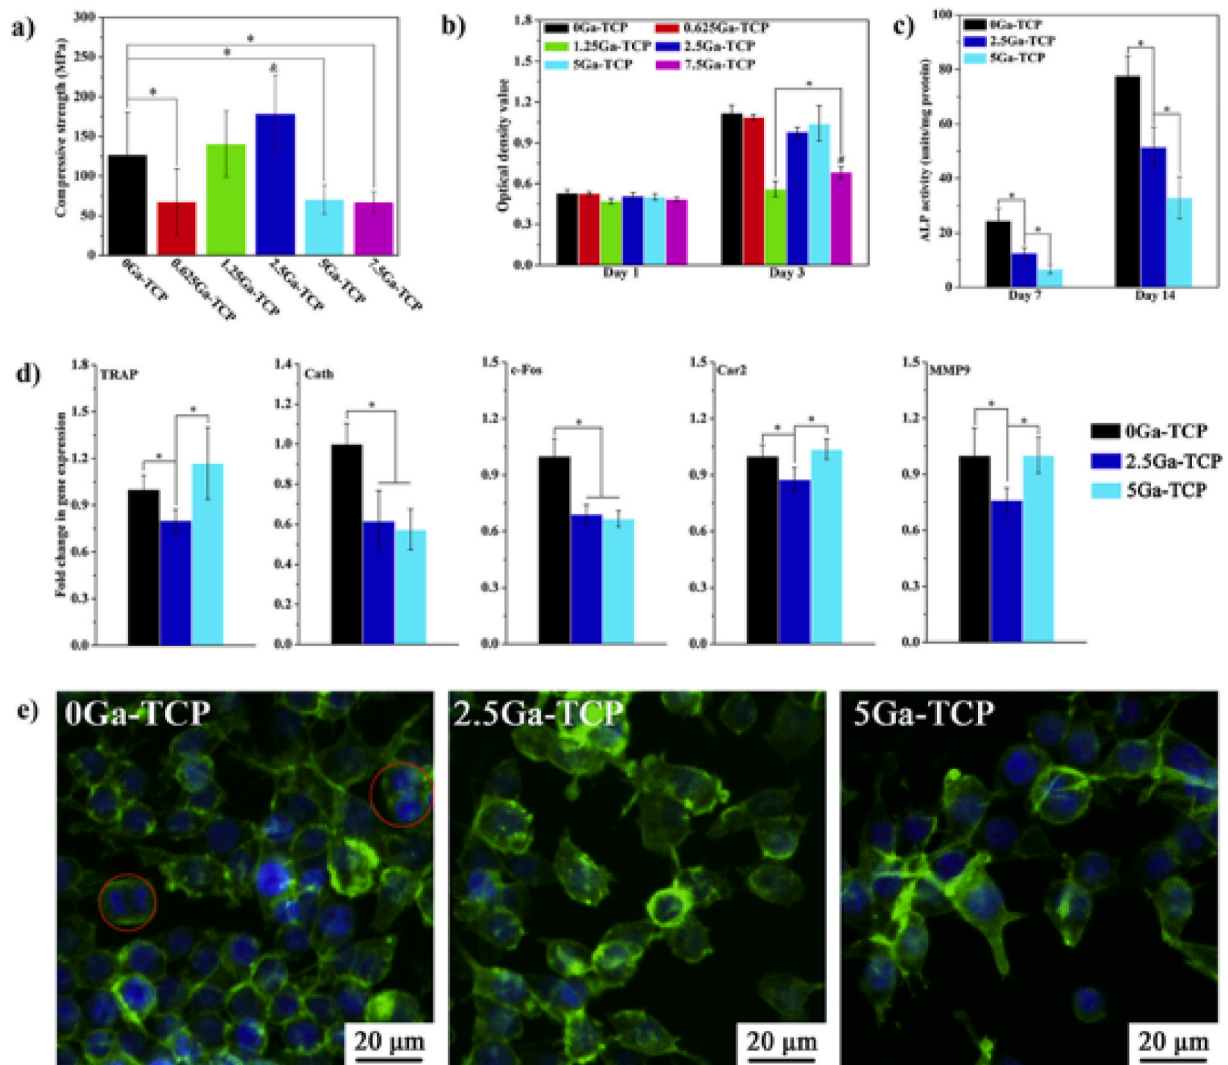 a)
Compressive strength (MPa)
300
250
200
150
100
50
0
*
*
*
&
0Ga-TCP
0.625Ga-TCP
1.25Ga-TCP
2.5Ga-TCP
5Ga-TCP
7.5Ga-TCP
b)
Optical density value
1.8
1.5
1.2
0.9
0.6
0.3
0.0
0Ga-TCP 0.625Ga-TCP
1.25Ga-TCP 2.5Ga-TCP
5Ga-TCP 7.5Ga-TCP
*
#
Day 1 Day 3
c)
ALP activity (units/mg protein)
100
80
60
40
20
0
0Ga-TCP
2.5Ga-TCP
5Ga-TCP
*
*
*
*
Day 7 Day 14
d)
Fold change in gene expression
TRAP
1.8
1.5
1.2
0.9
0.6
0.3
0.0
*
*
Cath
1.4
1.2
1.0
0.8
0.6
0.4
0.2
0.0
*
c-Fos
1.5
1.2
0.9
0.6
0.3
0.0
*
Car2
1.5
1.2
0.9
0.6
0.3
0.0
*
*
MMP9
1.5
1.2
0.9
0.6
0.3
0.0
*
*
0Ga-TCP
2.5Ga-TCP
5Ga-TCP
e)
0Ga-TCP
20 µm
2.5Ga-TCP
20 µm
5Ga-TCP
20 µm